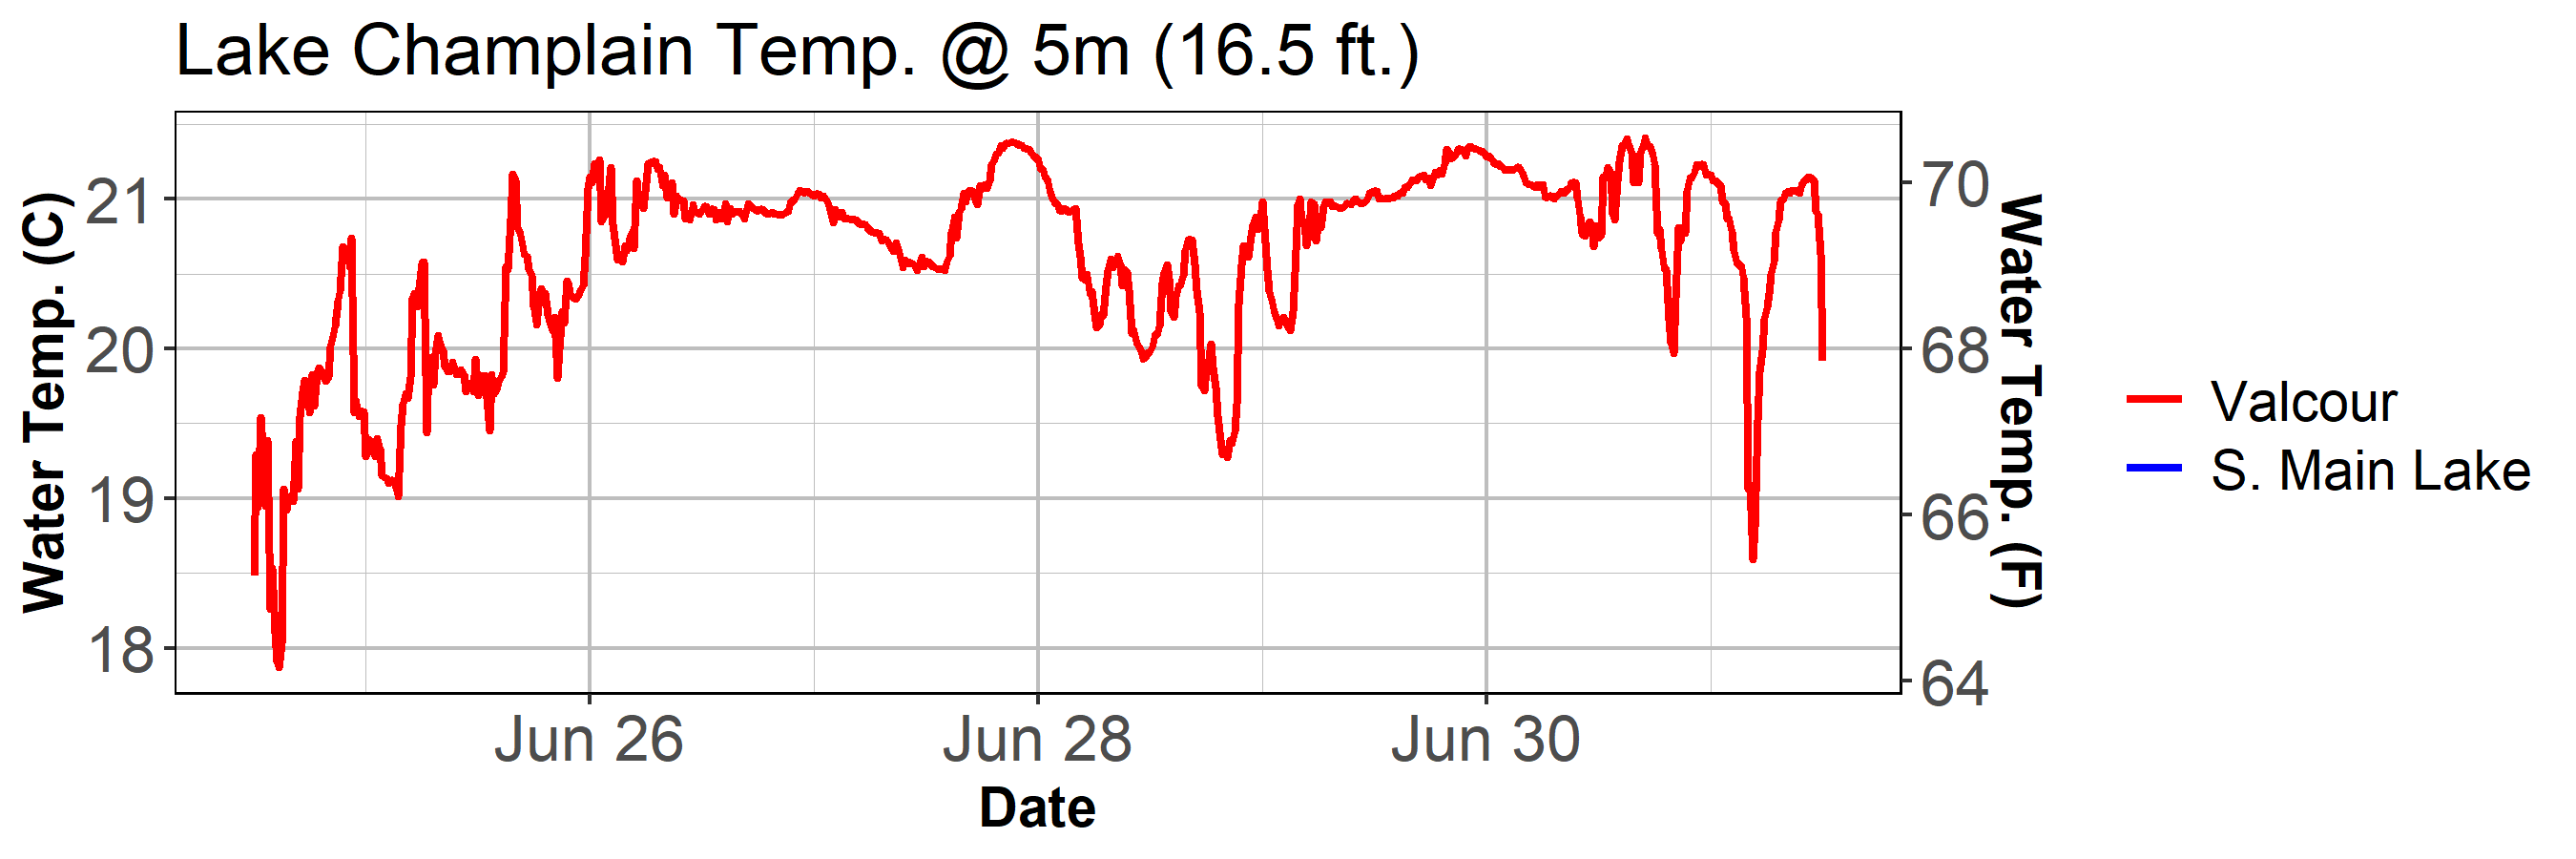 Lake Champlain Temp. @ 5m (16.5 ft.)
Water Temp. (C)
21
20
19
18
70
68
66
64
Water Temp. (F)
Jun 26
Jun 28
Jun 30
Date
Valcour
S. Main Lake